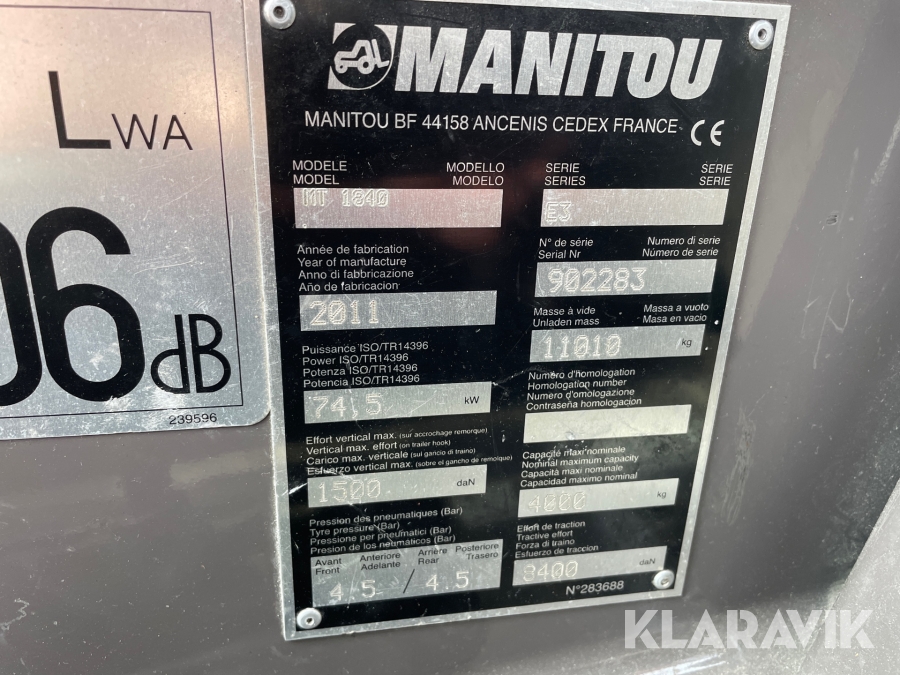 LWA
06
dB
239596
MANITOU
MANITOU BF 44158 ANCENIS CEDEX FRANCE CE
MODELE MODELLO
MODEL MODELO
MT 1840
SERIE SERIE
SERIES SERIE
E3
Année de fabrication
Year of manufacture
Anno di fabbricazione
Año de fabricacion
2011
N° de série Numero di serie
Serial Nr Número de serie
902283
Masse à vide Massa a vuoto
Unladen mass Masa en vacio
11010 kg
Puissance ISO/TR14396
Power ISO/TR14396
Potenza ISO/TR14396
Potencia ISO/TR14396
74,5 kW
Numéro d'homologation
Homologation number
Numero d'omologazione
Contraseña homologacion
Effort vertical max. (sur accrochage remorque)
Vertical max. effort (on trailer hook)
Carico max. verticale (sul gancio di traino)
Esfuerzo vertical max. (sobre el gancho de remolque)
1500 daN
Capacité maxi nominale
Nominal maximum capacity
Capacità maxi nominale
Capacidad maximo nominal
4000 kg
Pression des pneumatiques (Bar)
Tyre pressure (Bar)
Pressione per pneumatici (Bar)
Presion de los neumáticos (Bar)
Avant Anteriore Arrière Posteriore
Front Adelante Rear Trasero
4,5 / 4,5
Effort de traction
Tractive effort
Forza di traino
Esfuerzo de traccion
8400 daN
N°283688
KLARAVIK